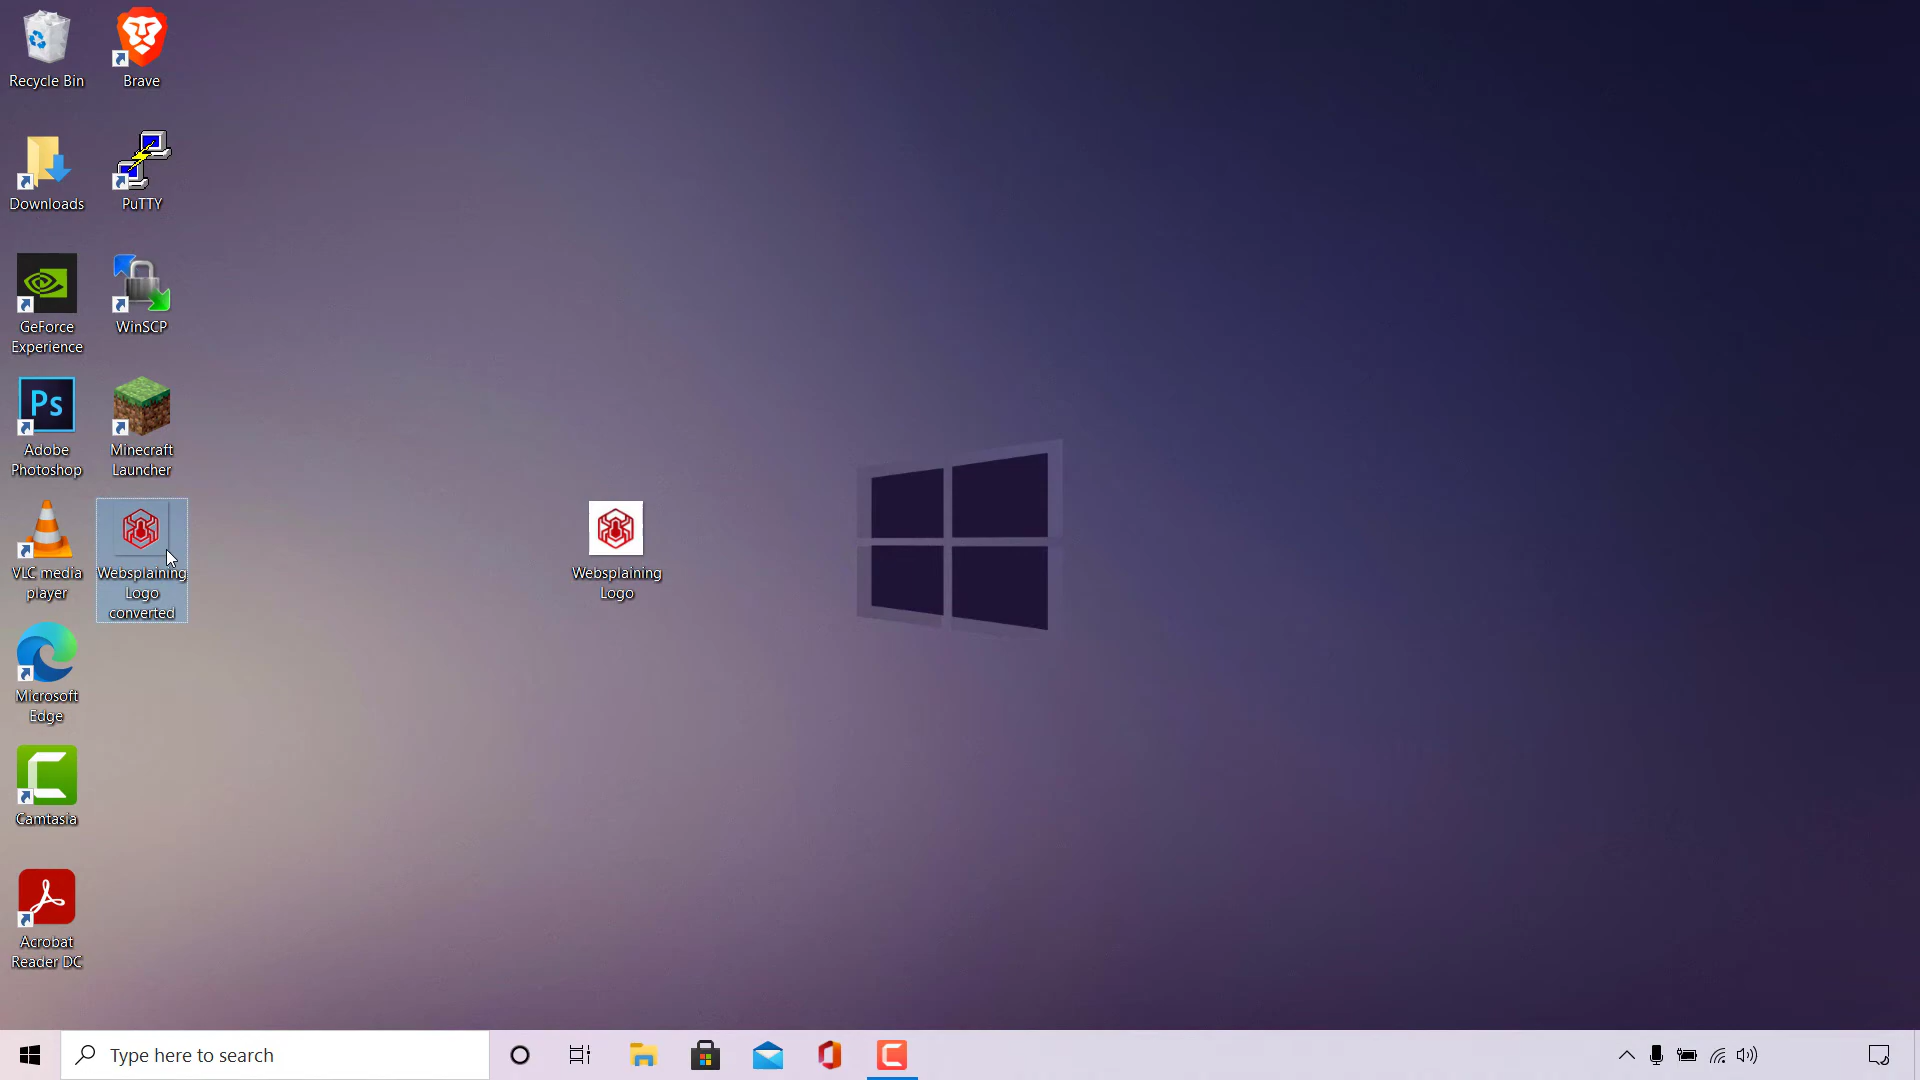 Recycle Bin
Brave
Downloads
PuTTY
GeForce
Experience
WinSCP
Ps
Adobe
Photoshop
Minecraft
Launcher
VLC media
player
Websplaining
Logo
converted
Websplaining
Logo
Microsoft
Edge
Camtasia
Acrobat
Reader DC
Type here to search